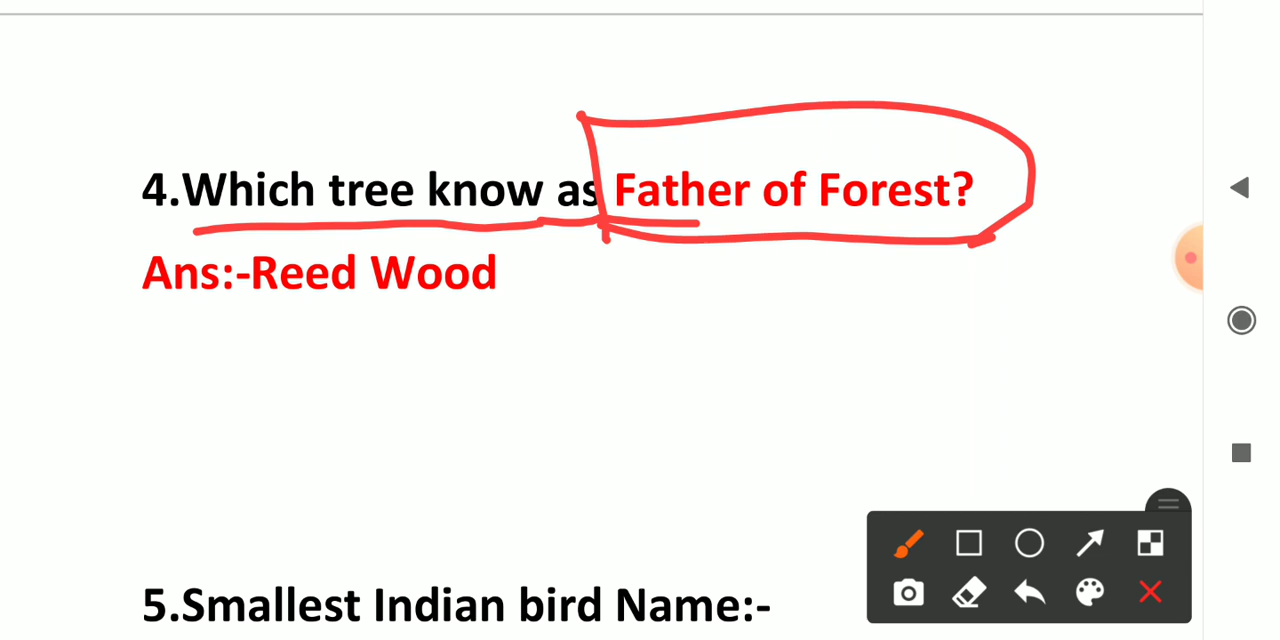 4.Which tree know as Father of Forest?
Ans:-Reed Wood
5.Smallest Indian bird Name:-